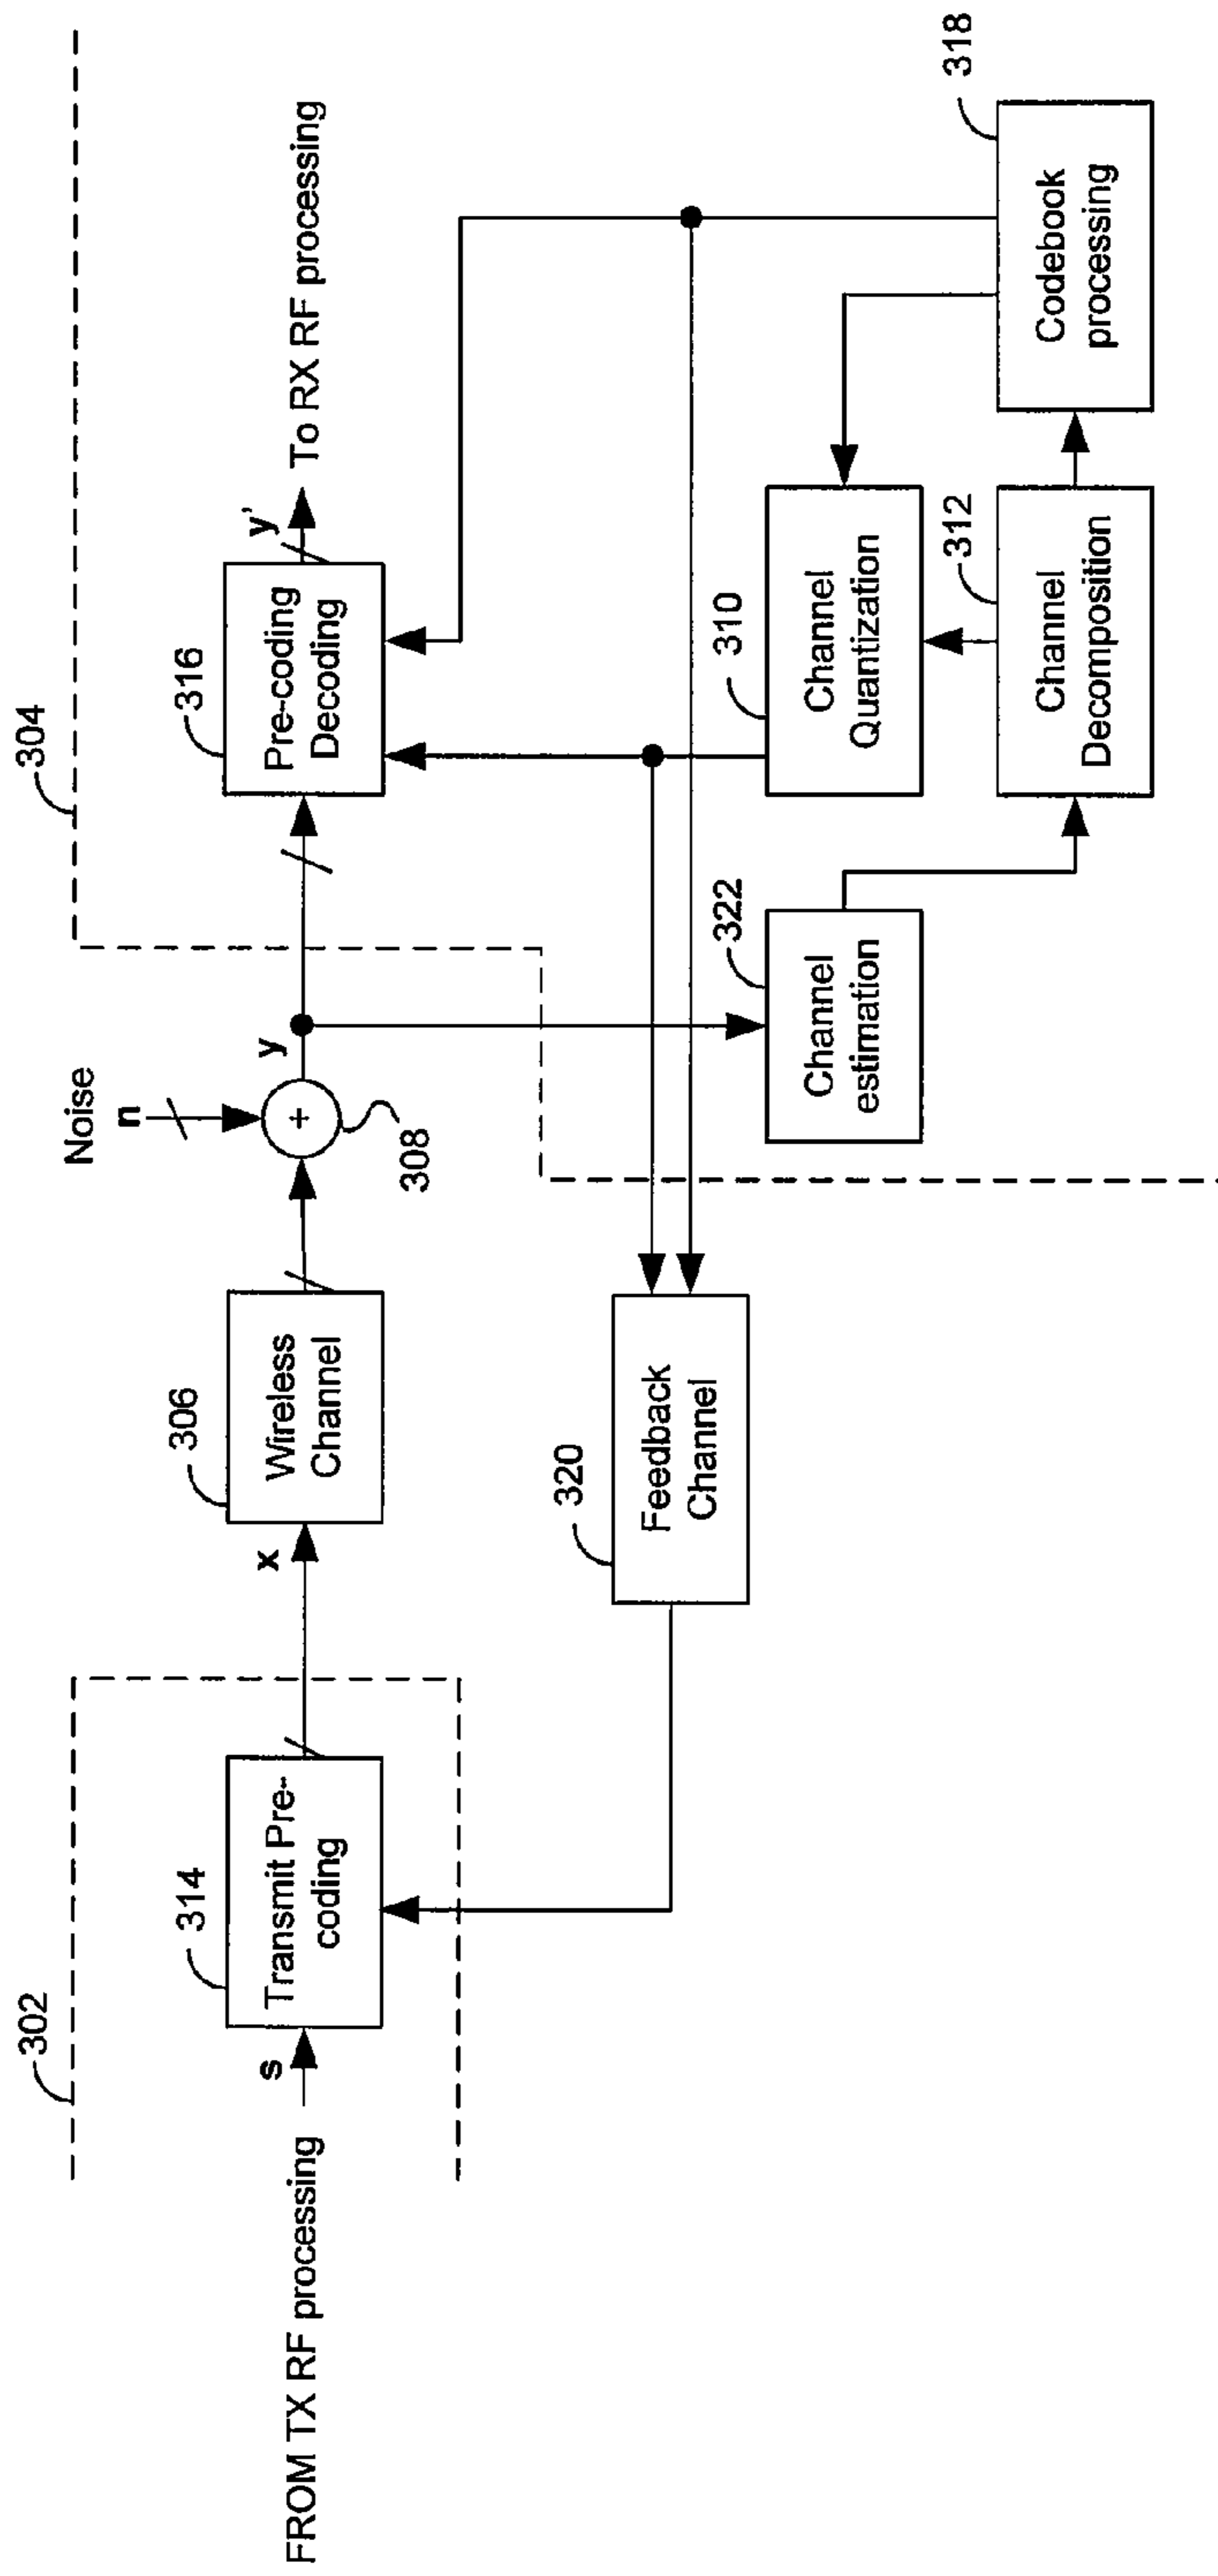 302
304
FROM TX RF processing
s
314
Transmit Pre-
coding
x
306
Wireless
Channel
Noise
n
+
308
y
316
Pre-coding
Decoding
y'
To RX RF processing
320
Feedback
Channel
322
Channel
estimation
310
Channel
Quantization
312
Channel
Decomposition
318
Codebook
processing